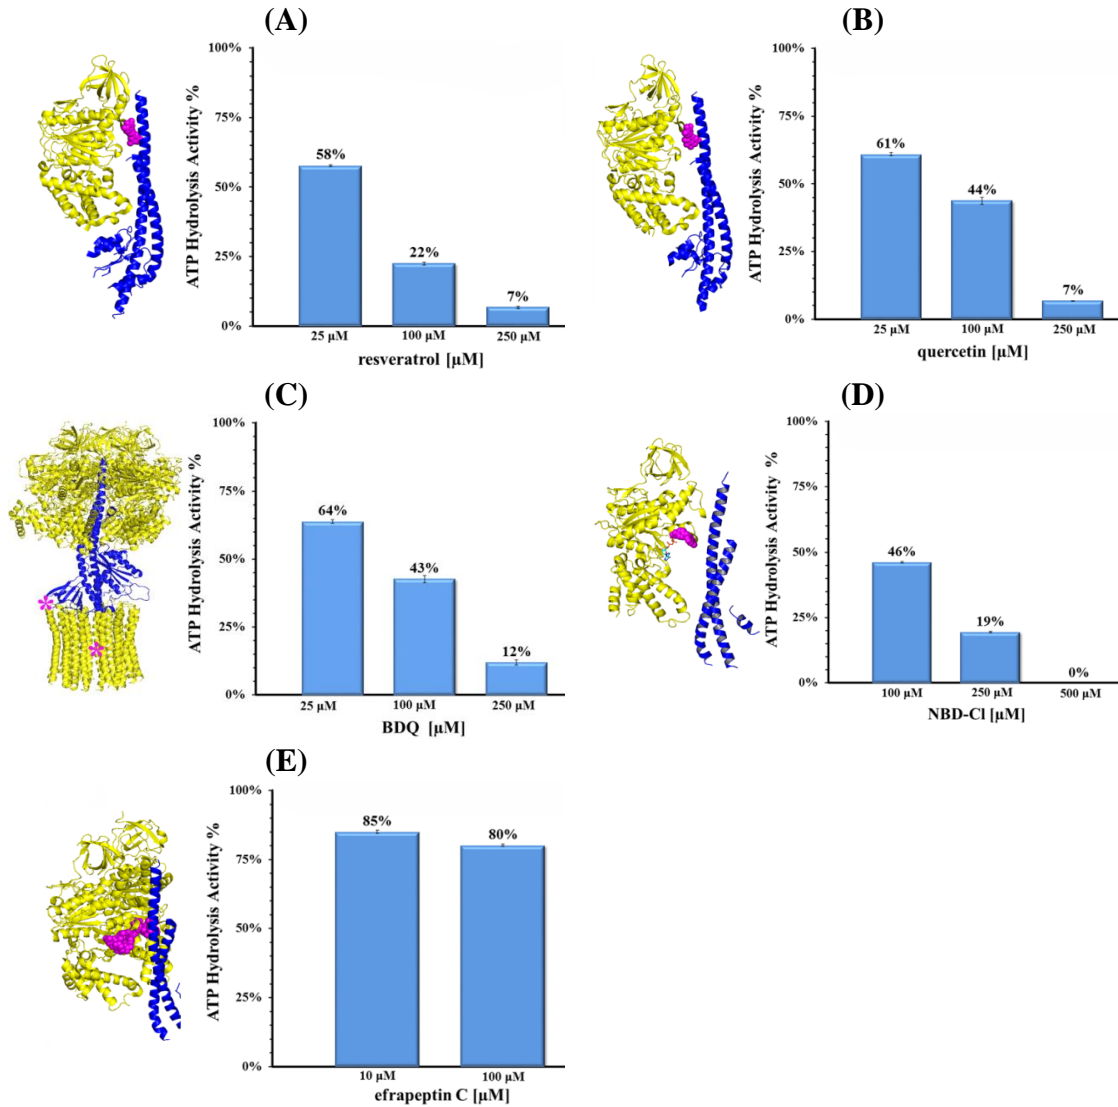 (A)
ATP Hydrolysis Activity %
100%
75%
50%
25%
0%
58%
22%
7%
25 µM
100 µM
250 µM
resveratrol [µM]
(B)
ATP Hydrolysis Activity %
100%
75%
50%
25%
0%
61%
44%
7%
25 µM
100 µM
250 µM
quercetin [µM]
(C)
ATP Hydrolysis Activity %
100%
75%
50%
25%
0%
64%
43%
12%
25 µM
100 µM
250 µM
BDQ [µM]
(D)
ATP Hydrolysis Activity %
100%
75%
50%
25%
0%
46%
19%
0%
100 µM
250 µM
500 µM
NBD-Cl [µM]
(E)
ATP Hydrolysis Activity %
100%
75%
50%
25%
0%
85%
80%
10 µM
100 µM
efrapeptin C [µM]